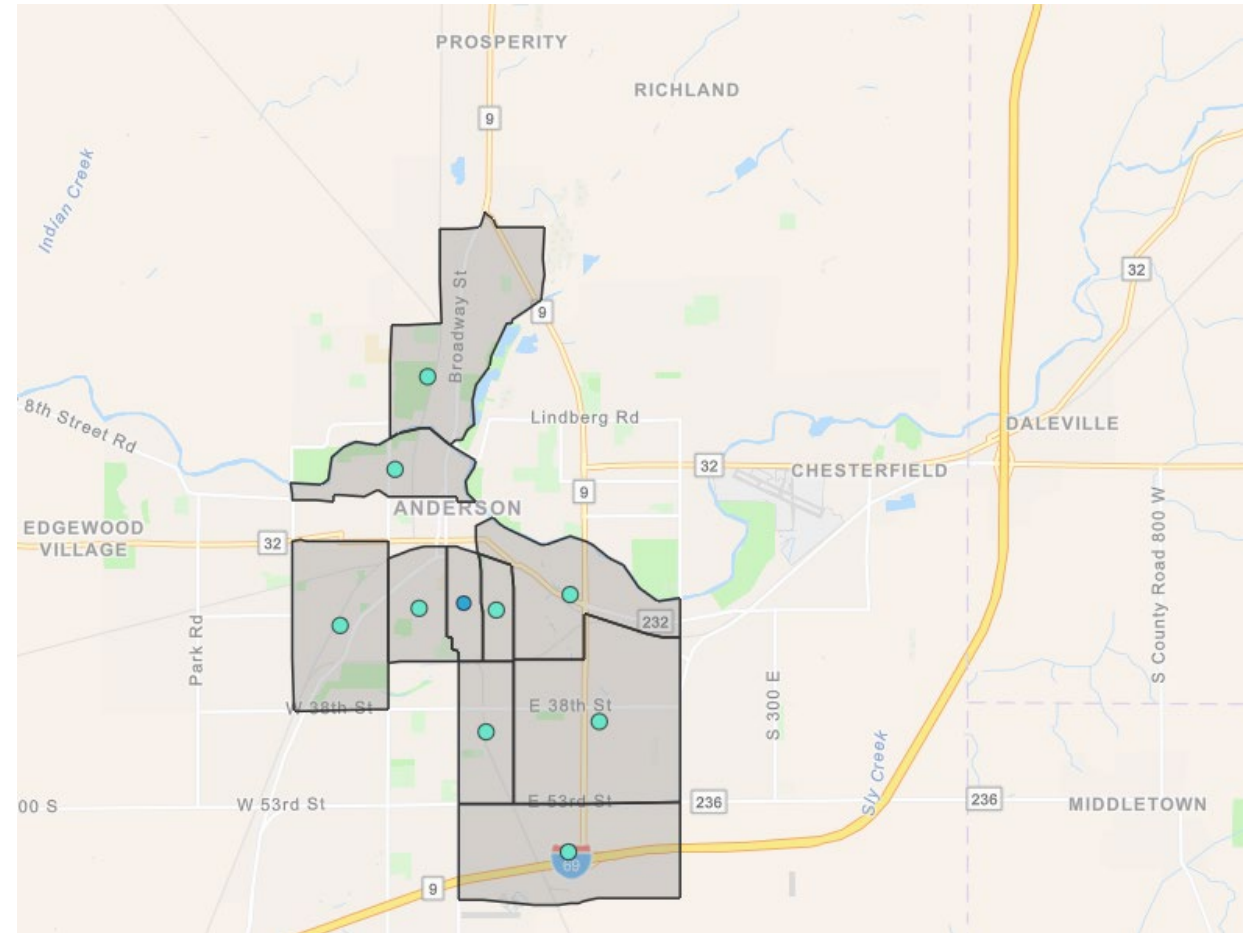 PROSPERITY
RICHLAND
9
Indian Creek
32
Broadway St
9
8th Street Rd
Lindberg Rd
DALEVILLE
32
CHESTERFIELD
9
ANDERSON
EDGEWOOD
VILLAGE
32
S County Road 800 W
232
Park Rd
S 300 E
W 38th St
E 38th St
Sly Creek
00 S
W 53rd St
E 53rd St
236
236
MIDDLETOWN
69
9